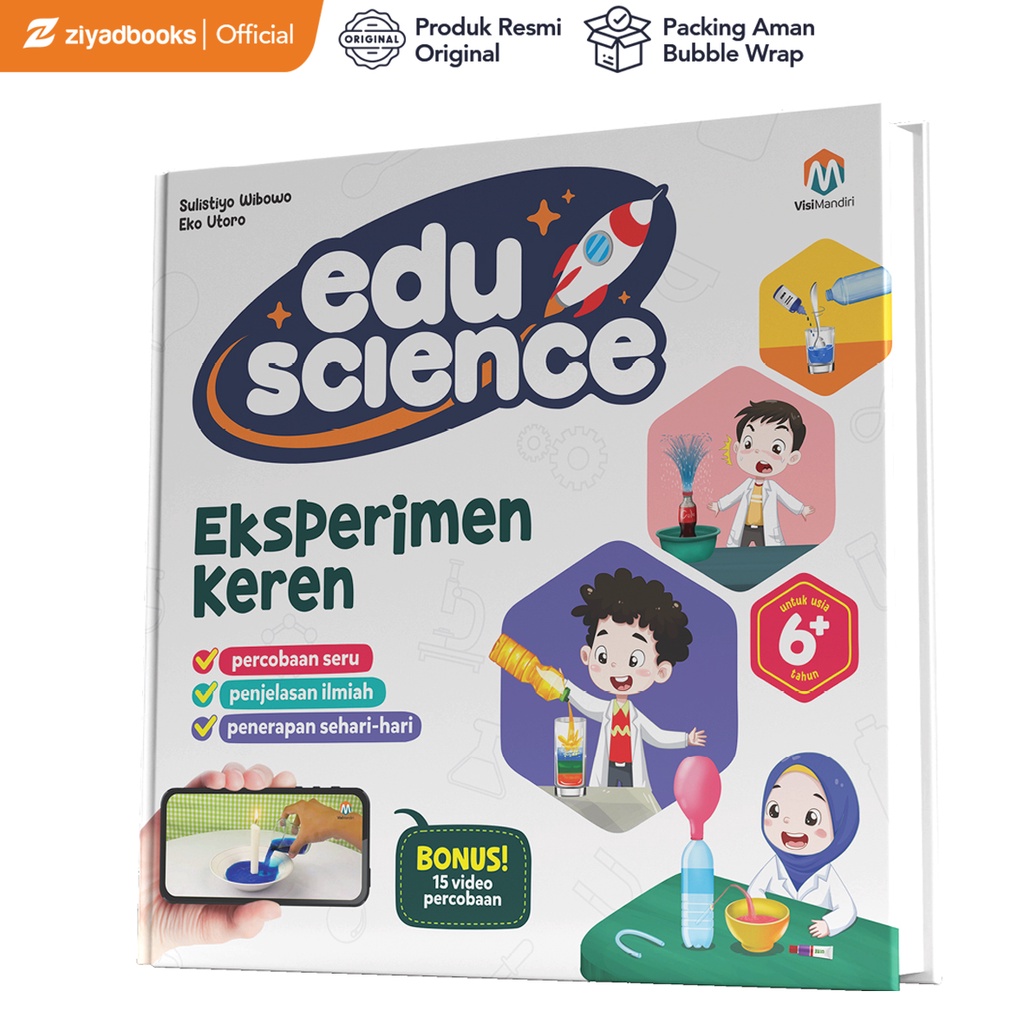 ziyadbooks | Official
ORIGINAL
Produk Resmi
Original
Packing Aman
Bubble Wrap
Sulistiyo Wibowo
Eko Utoro
VisiMandiri
edu
science
Eksperimen
Keren
percobaan seru
penjelasan ilmiah
penerapan sehari-hari
untuk usia
6+
tahun
BONUS!
15 video
percobaan